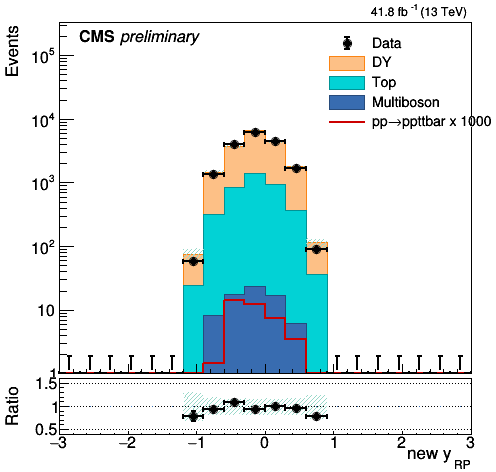 41.8 fb⁻¹ (13 TeV)
Events
CMS preliminary
Data
DY
Top
Multiboson
pp→ppttbar x 1000
10⁵
10⁴
10³
10²
10
1
Ratio
1.5
1
0.5
−3 −2 −1 0 1 2 3
new y_RP